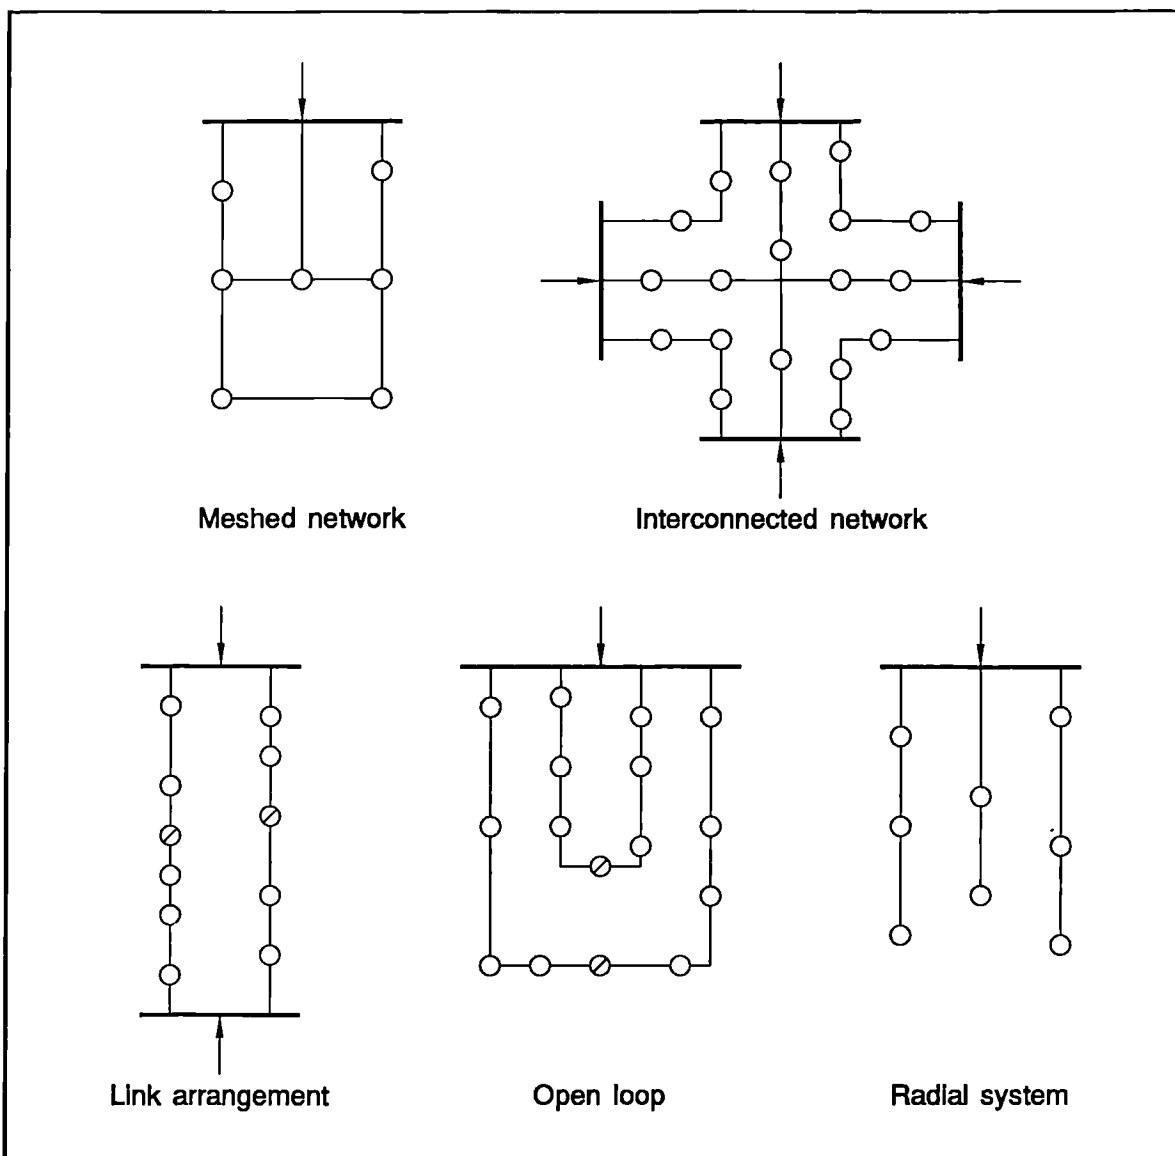 Meshed network
Interconnected network
Link arrangement
Open loop
Radial system